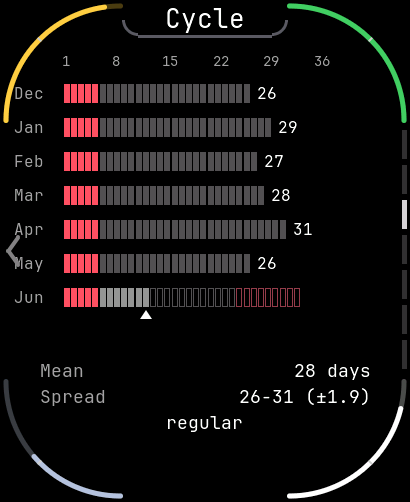 Cycle
1 8 15 22 29 36
Dec 26
Jan 29
Feb 27
Mar 28
Apr 31
May 26
Jun
Mean 28 days
Spread 26-31 (±1.9)
regular